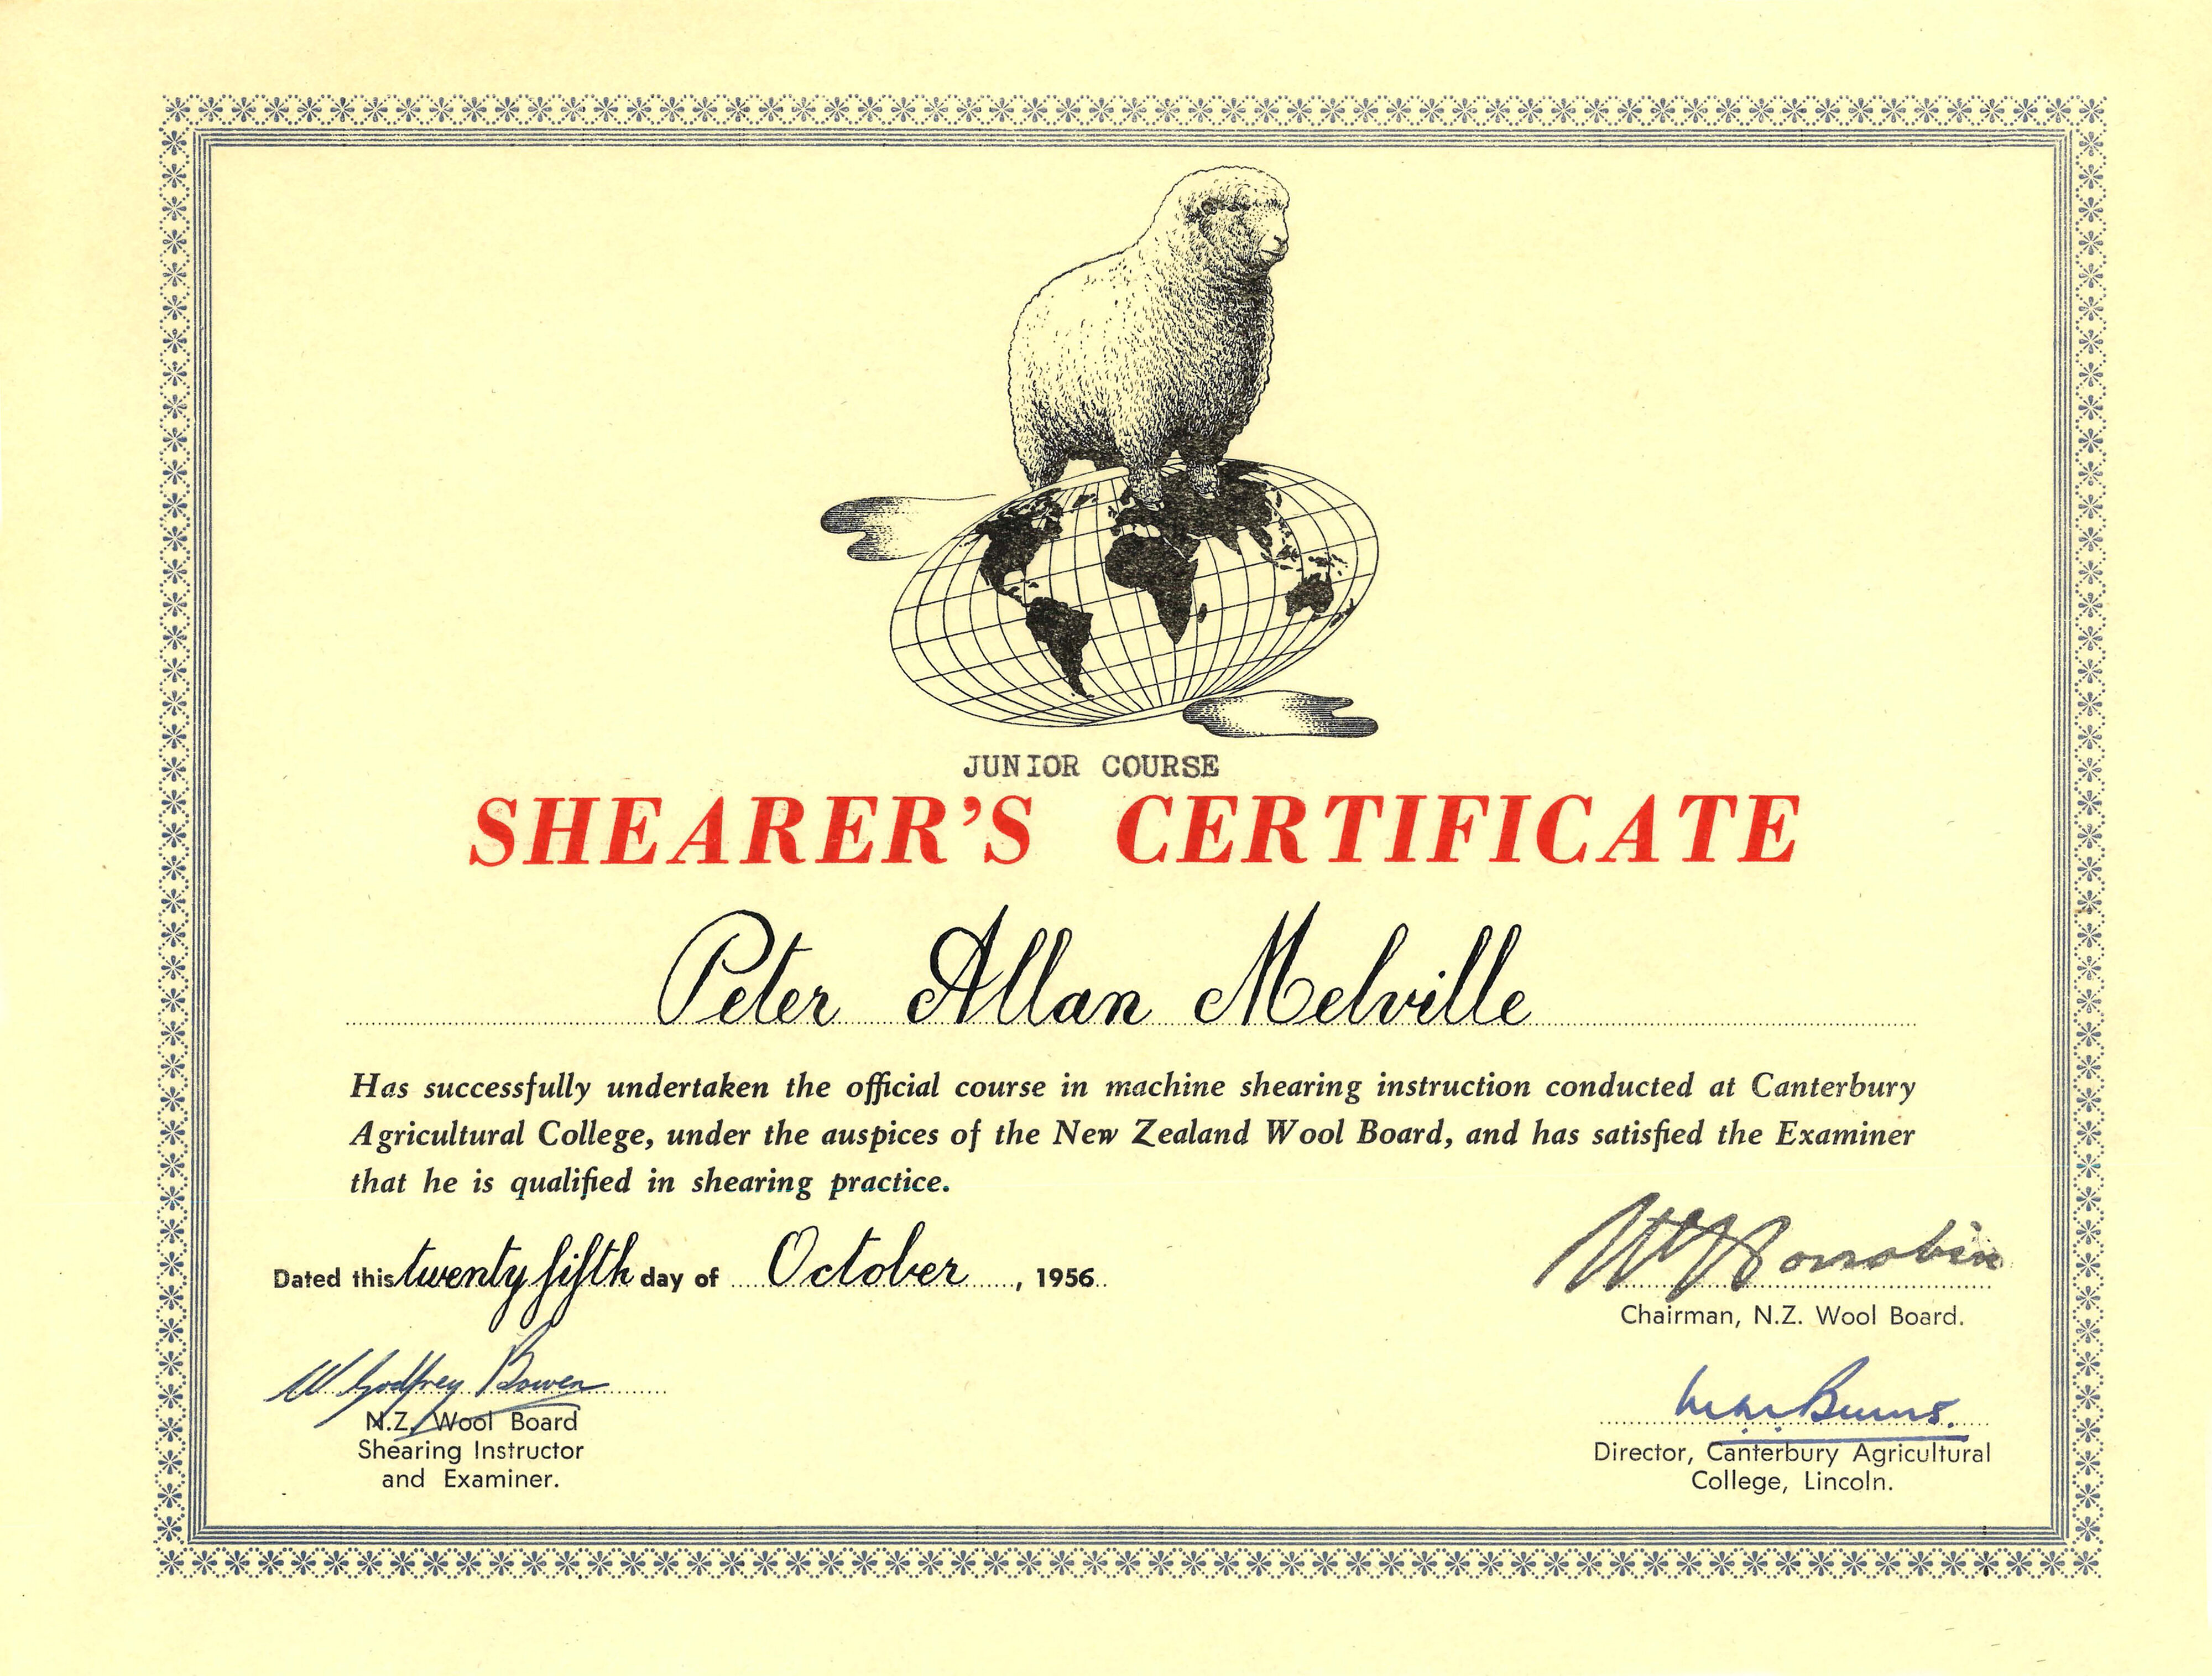 JUNIOR COURSE
SHEARER'S CERTIFICATE
Peter Allan Melville
Has successfully undertaken the official course in machine shearing instruction conducted at Canterbury
Agricultural College, under the auspices of the New Zealand Wool Board, and has satisfied the Examiner
that he is qualified in shearing practice.
Dated this twenty fifth day of October, 1956
Chairman, N.Z. Wool Board.
W Godfrey Bowen
N.Z. Wool Board
Shearing Instructor
and Examiner.
Burns.
Director, Canterbury Agricultural
College, Lincoln.